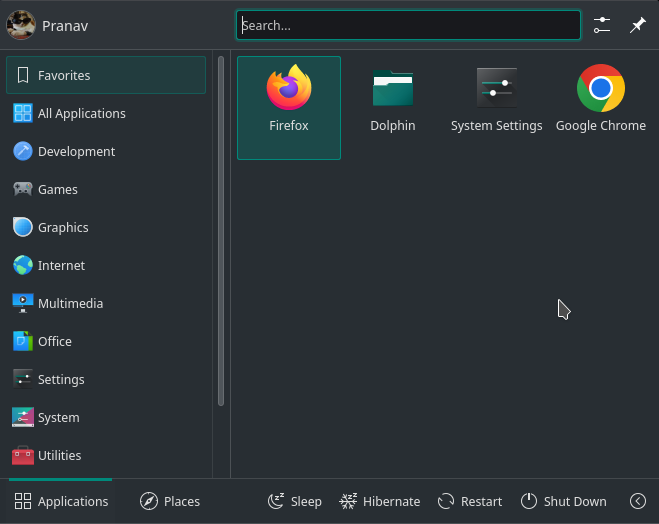 Pranav
Search...
Favorites
All Applications
Development
Games
Graphics
Internet
Multimedia
Office
Settings
System
Utilities
Firefox
Dolphin
System Settings
Google Chrome
Applications
Places
Sleep
Hibernate
Restart
Shut Down